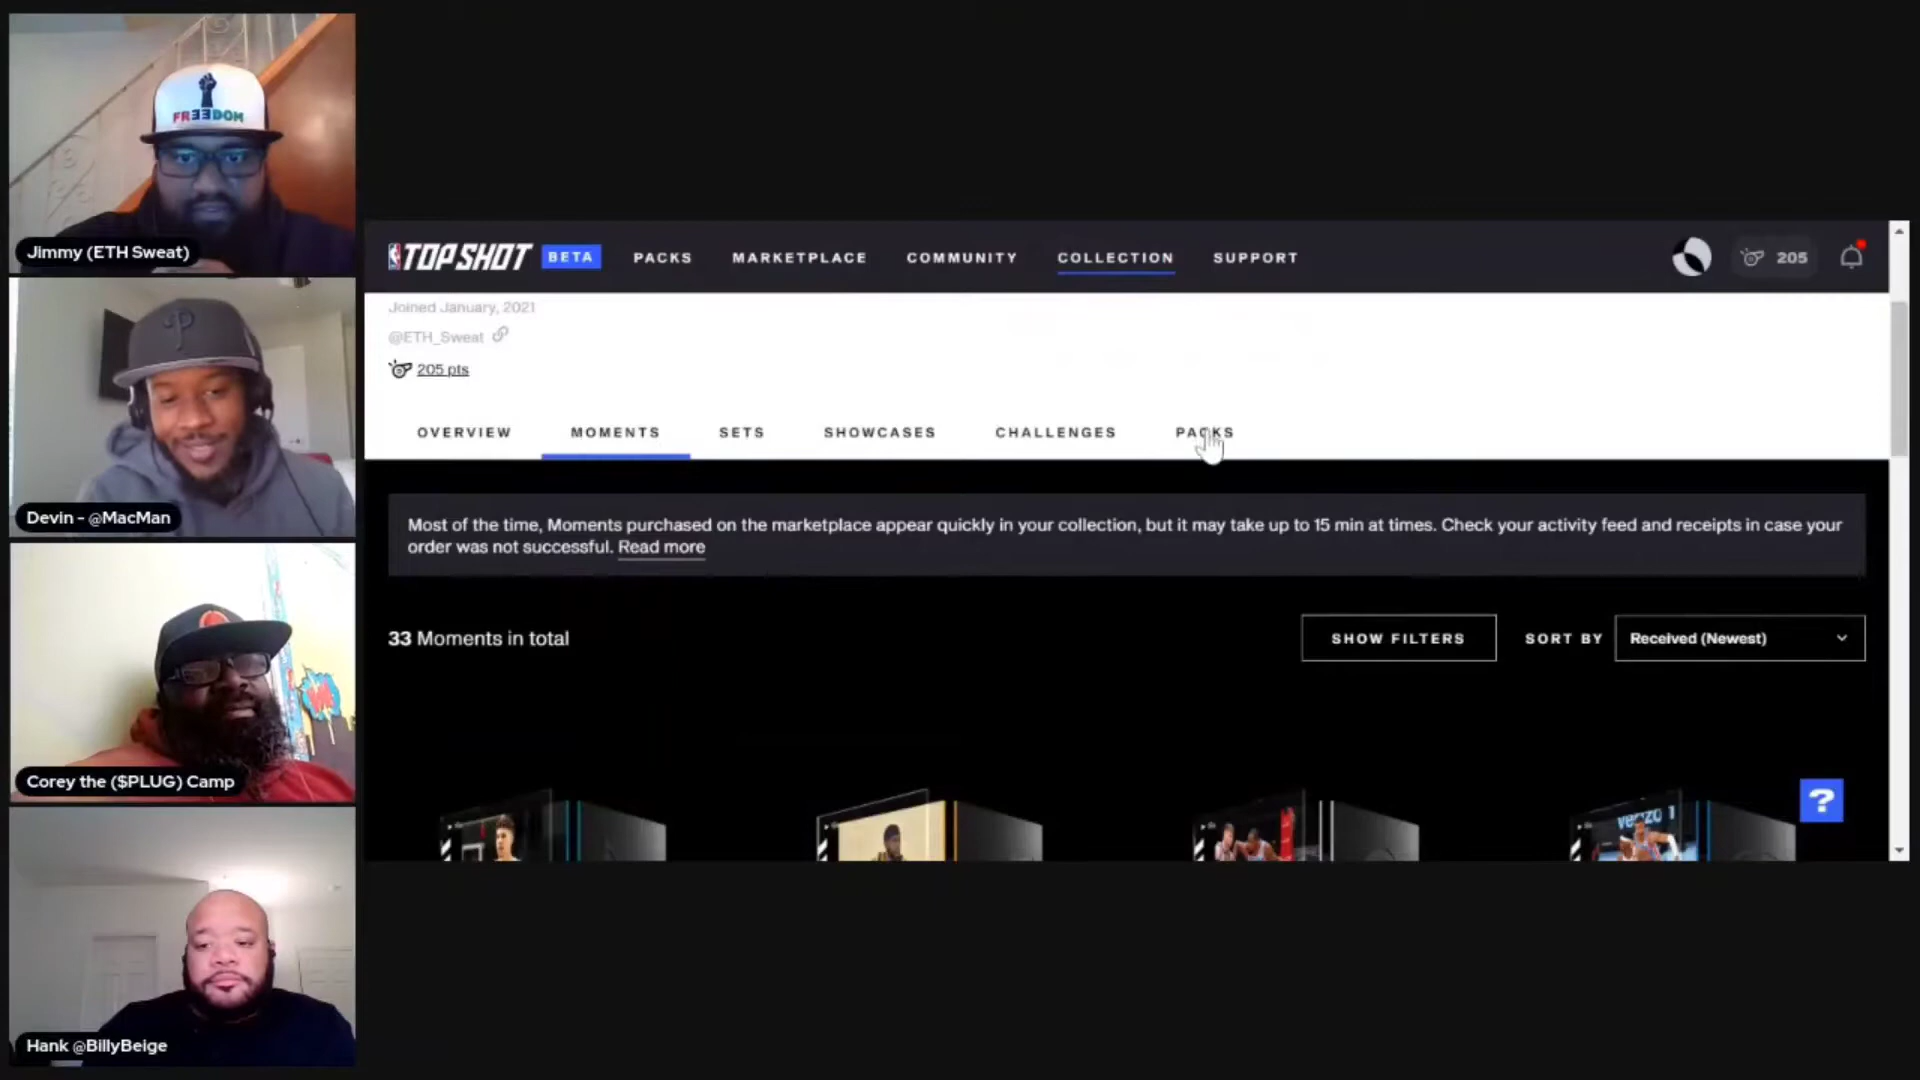 FR33DOM
Jimmy (ETH Sweat)
Devin - @MacMan
Corey the ($PLUG) Camp
Hank @BillyBeige
TOP SHOT BETA PACKS MARKETPLACE COMMUNITY COLLECTION SUPPORT 205
Joined January, 2021
@ETH_Sweat
205 pts
OVERVIEW MOMENTS SETS SHOWCASES CHALLENGES PACKS
Most of the time, Moments purchased on the marketplace appear quickly in your collection, but it may take up to 15 min at times. Check your activity feed and receipts in case your
order was not successful. Read more
33 Moments in total
SHOW FILTERS SORT BY Received (Newest)
?
verizon